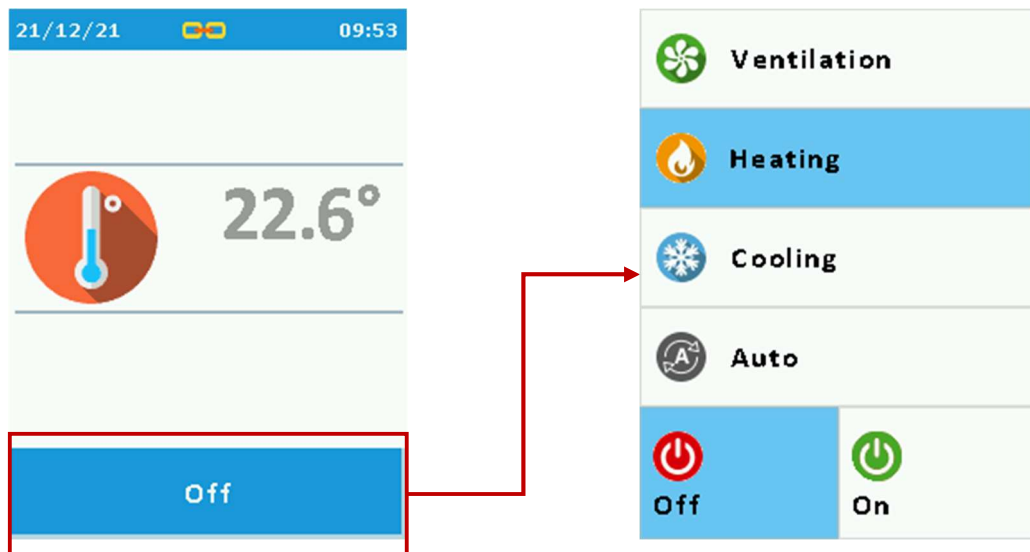 21/12/21 09:53
22.6°
Off
Ventilation
Heating
Cooling
A Auto
Off On